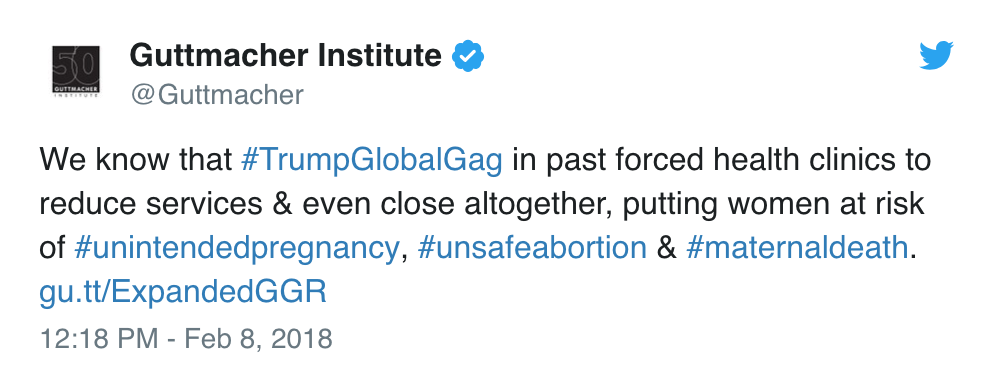 50
GUTTMACHER
INSTITUTE
Guttmacher Institute
@Guttmacher
We know that #TrumpGlobalGag in past forced health clinics to
reduce services & even close altogether, putting women at risk
of #unintendedpregnancy, #unsafeabortion & #maternaldeath.
gu.tt/ExpandedGGR
12:18 PM - Feb 8, 2018